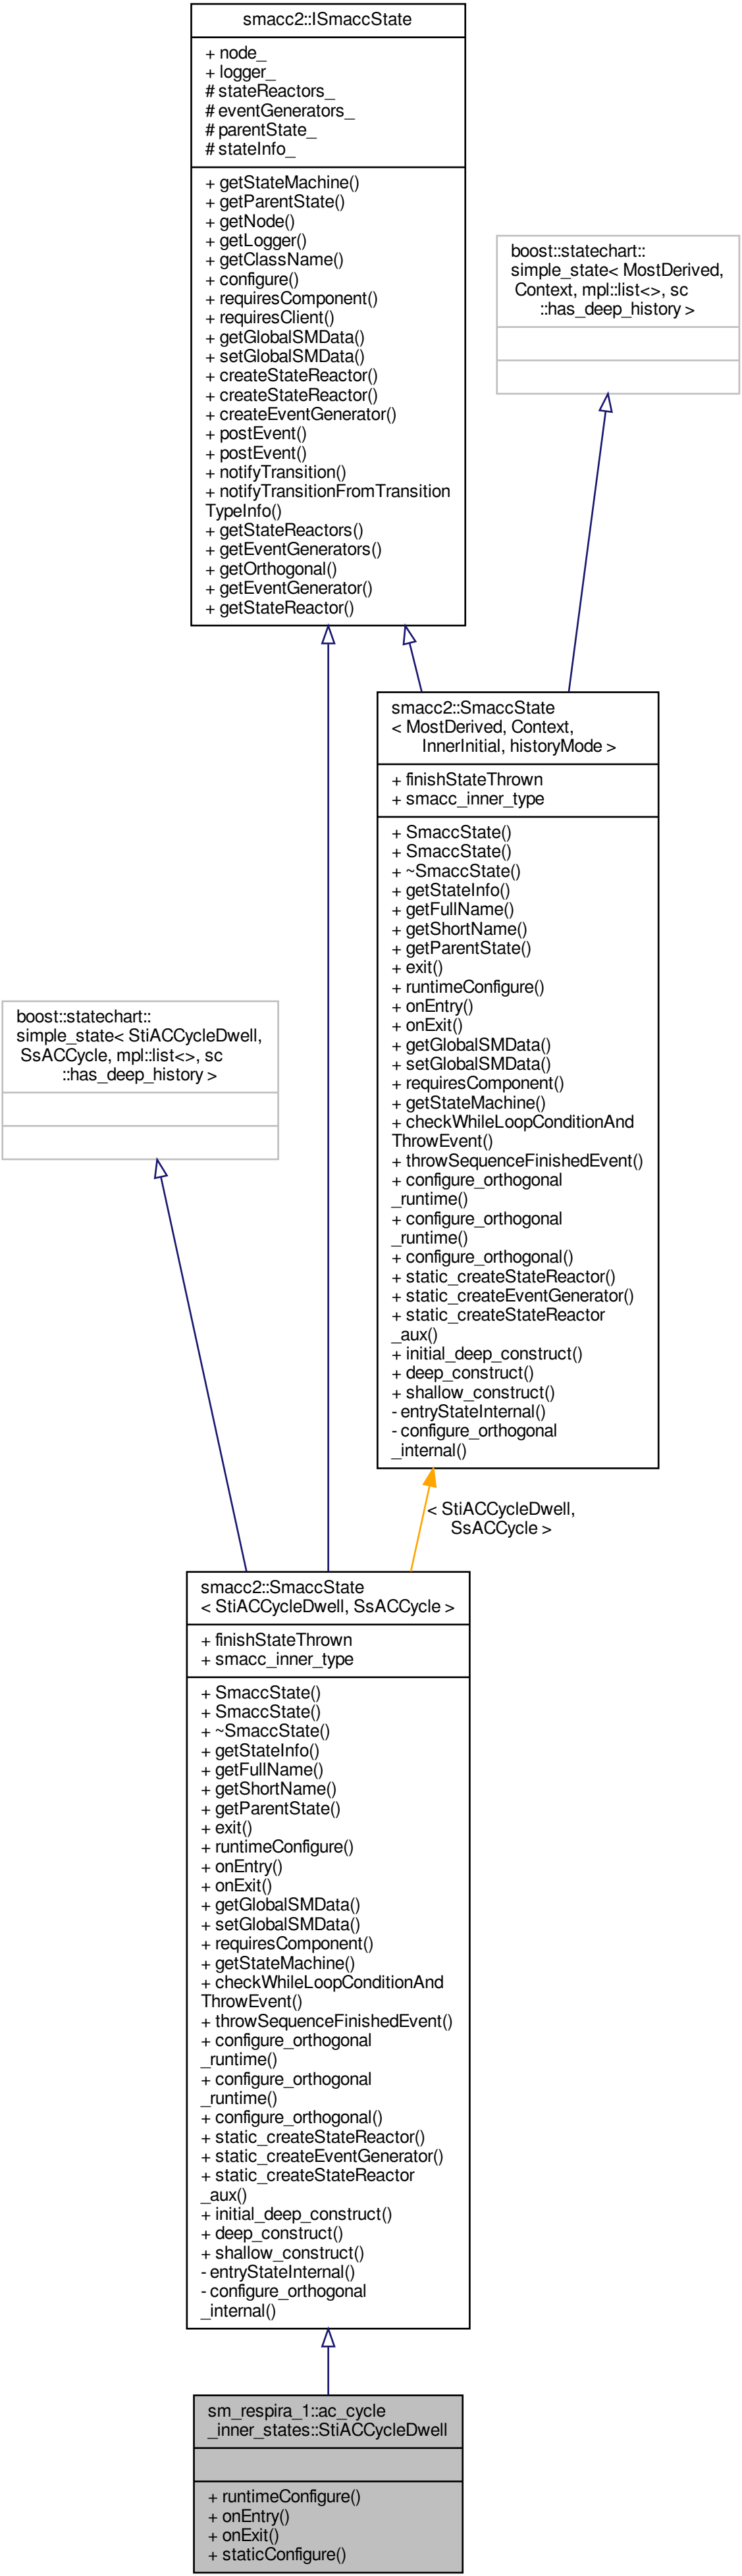 smacc2::ISmaccState
+ node_
+ logger_
# stateReactors_
# eventGenerators_
# parentState_
# stateInfo_
+ getStateMachine()
+ getParentState()
+ getNode()
+ getLogger()
+ getClassName()
+ configure()
+ requiresComponent()
+ requiresClient()
+ getGlobalSMData()
+ setGlobalSMData()
+ createStateReactor()
+ createStateReactor()
+ createEventGenerator()
+ postEvent()
+ postEvent()
+ notifyTransition()
+ notifyTransitionFromTransition
TypeInfo()
+ getStateReactors()
+ getEventGenerators()
+ getOrthogonal()
+ getEventGenerator()
+ getStateReactor()
boost::statechart::
simple_state< MostDerived,
Context, mpl::list<>, sc
::has_deep_history >
smacc2::SmaccState
< MostDerived, Context,
InnerInitial, historyMode >
+ finishStateThrown
+ smacc_inner_type
+ SmaccState()
+ SmaccState()
+ ~SmaccState()
+ getStateInfo()
+ getFullName()
+ getShortName()
+ getParentState()
+ exit()
+ runtimeConfigure()
+ onEntry()
+ onExit()
+ getGlobalSMData()
+ setGlobalSMData()
+ requiresComponent()
+ getStateMachine()
+ checkWhileLoopConditionAnd
ThrowEvent()
+ throwSequenceFinishedEvent()
+ configure_orthogonal
_runtime()
+ configure_orthogonal
_runtime()
+ configure_orthogonal()
+ static_createStateReactor()
+ static_createEventGenerator()
+ static_createStateReactor
_aux()
+ initial_deep_construct()
+ deep_construct()
+ shallow_construct()
- entryStateInternal()
- configure_orthogonal
_internal()
boost::statechart::
simple_state< StiACCycleDwell,
SsACCycle, mpl::list<>, sc
::has_deep_history >
< StiACCycleDwell,
SsACCycle >
smacc2::SmaccState
< StiACCycleDwell, SsACCycle >
+ finishStateThrown
+ smacc_inner_type
+ SmaccState()
+ SmaccState()
+ ~SmaccState()
+ getStateInfo()
+ getFullName()
+ getShortName()
+ getParentState()
+ exit()
+ runtimeConfigure()
+ onEntry()
+ onExit()
+ getGlobalSMData()
+ setGlobalSMData()
+ requiresComponent()
+ getStateMachine()
+ checkWhileLoopConditionAnd
ThrowEvent()
+ throwSequenceFinishedEvent()
+ configure_orthogonal
_runtime()
+ configure_orthogonal
_runtime()
+ configure_orthogonal()
+ static_createStateReactor()
+ static_createEventGenerator()
+ static_createStateReactor
_aux()
+ initial_deep_construct()
+ deep_construct()
+ shallow_construct()
- entryStateInternal()
- configure_orthogonal
_internal()
sm_respira_1::ac_cycle
_inner_states::StiACCycleDwell
+ runtimeConfigure()
+ onEntry()
+ onExit()
+ staticConfigure()